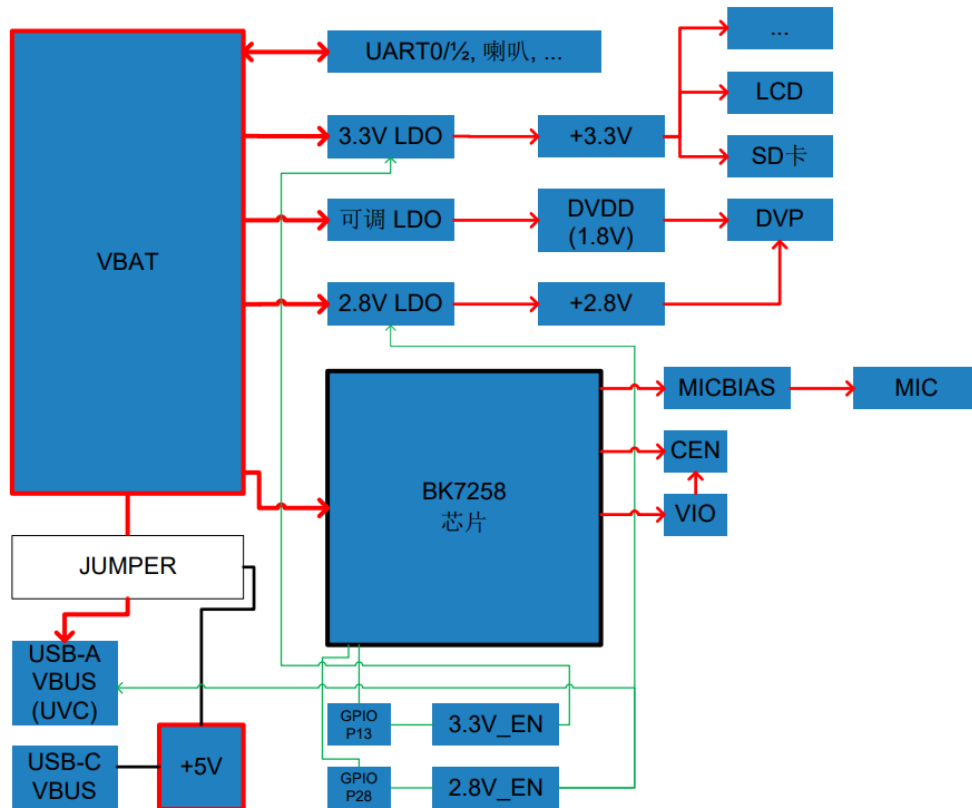 UART0/½, 喇叭, ...
...
LCD
3.3V LDO
+3.3V
SD卡
可调 LDO
DVDD
(1.8V)
DVP
VBAT
2.8V LDO
+2.8V
MICBIAS
MIC
CEN
BK7258
芯片
VIO
JUMPER
USB-A
VBUS
(UVC)
GPIO
P13
3.3V_EN
+5V
USB-C
VBUS
GPIO
P28
2.8V_EN